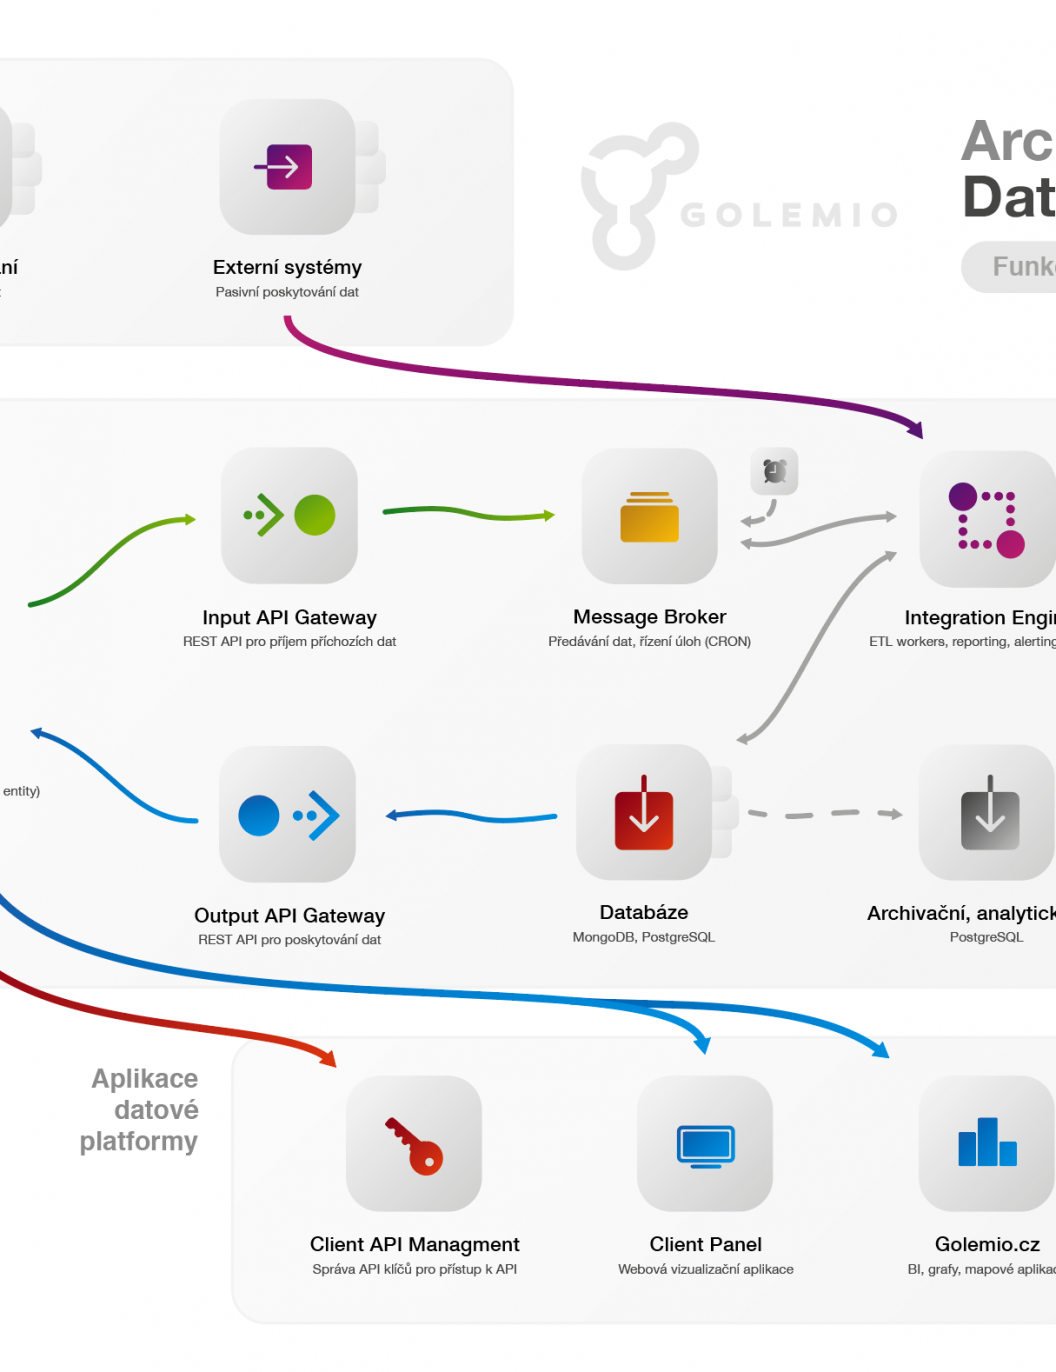 GOLEMIO
Arc
Dat
Funk
ní
Externí systémy
Pasivní poskytování dat
Input API Gateway
REST API pro příjem příchozích dat
Message Broker
Předávání dat, řízení úloh (CRON)
Integration Engi
ETL workers, reporting, alerting
entity)
Output API Gateway
REST API pro poskytování dat
Databáze
MongoDB, PostgreSQL
Archivační, analytick
PostgreSQL
Aplikace
datové
platformy
Client API Managment
Správa API klíčů pro přístup k API
Client Panel
Webová vizualizační aplikace
Golemio.cz
BI, grafy, mapové aplika